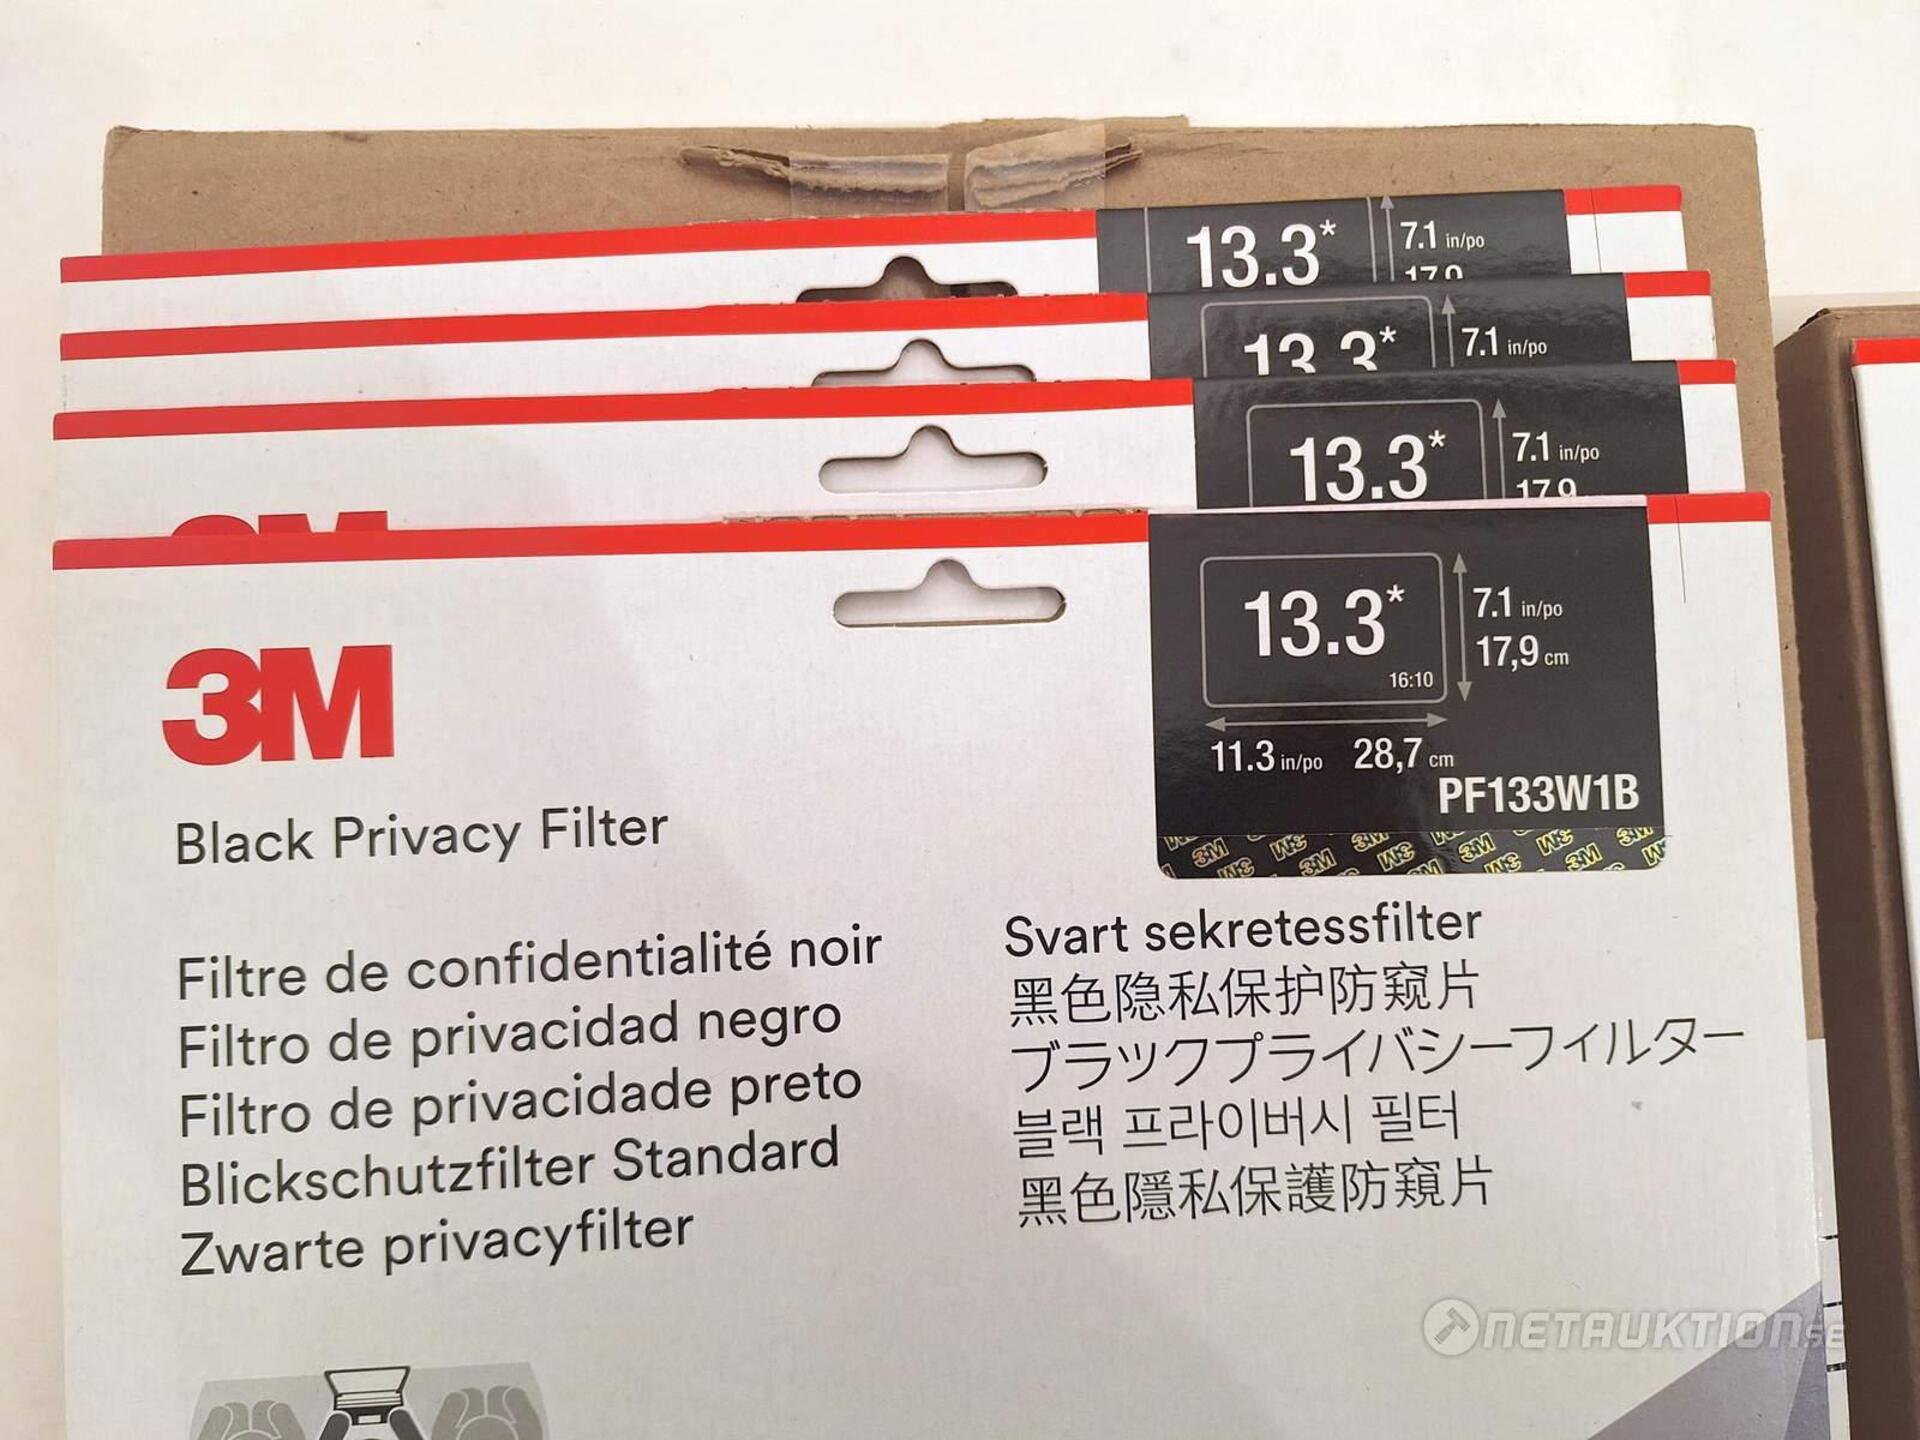 13.3*
7.1 in/po
17,9
13.3*
7.1 in/po
13.3*
7.1 in/po
17,9
3M
13.3*
16:10
7.1 in/po
17,9 cm
11.3 in/po 28,7 cm
PF133W1B
3M
Black Privacy Filter
Filtre de confidentialité noir
Filtro de privacidad negro
Filtro de privacidade preto
Blickschutzfilter Standard
Zwarte privacyfilter
Svart sekretessfilter
黑色隐私保护防窥片
ブラックプライバシーフィルター
블랙 프라이버시 필터
黑色隱私保護防窺片
NETAUKTION.SE